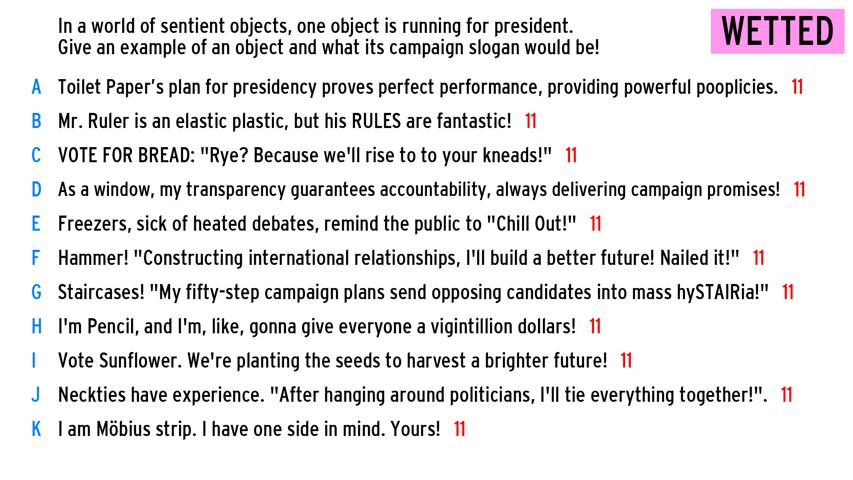 In a world of sentient objects, one object is running for president.
Give an example of an object and what its campaign slogan would be!
WETTED
A Toilet Paper's plan for presidency proves perfect performance, providing powerful pooplicies. 11
B Mr. Ruler is an elastic plastic, but his RULES are fantastic! 11
C VOTE FOR BREAD: "Rye? Because we'll rise to to your kneads!" 11
D As a window, my transparency guarantees accountability, always delivering campaign promises! 11
E Freezers, sick of heated debates, remind the public to "Chill Out!" 11
F Hammer! "Constructing international relationships, I'll build a better future! Nailed it!" 11
G Staircases! "My fifty-step campaign plans send opposing candidates into mass hySTAIRia!" 11
H I'm Pencil, and I'm, like, gonna give everyone a vigintillion dollars! 11
I Vote Sunflower. We're planting the seeds to harvest a brighter future! 11
J Neckties have experience. "After hanging around politicians, I'll tie everything together!". 11
K I am Möbius strip. I have one side in mind. Yours! 11